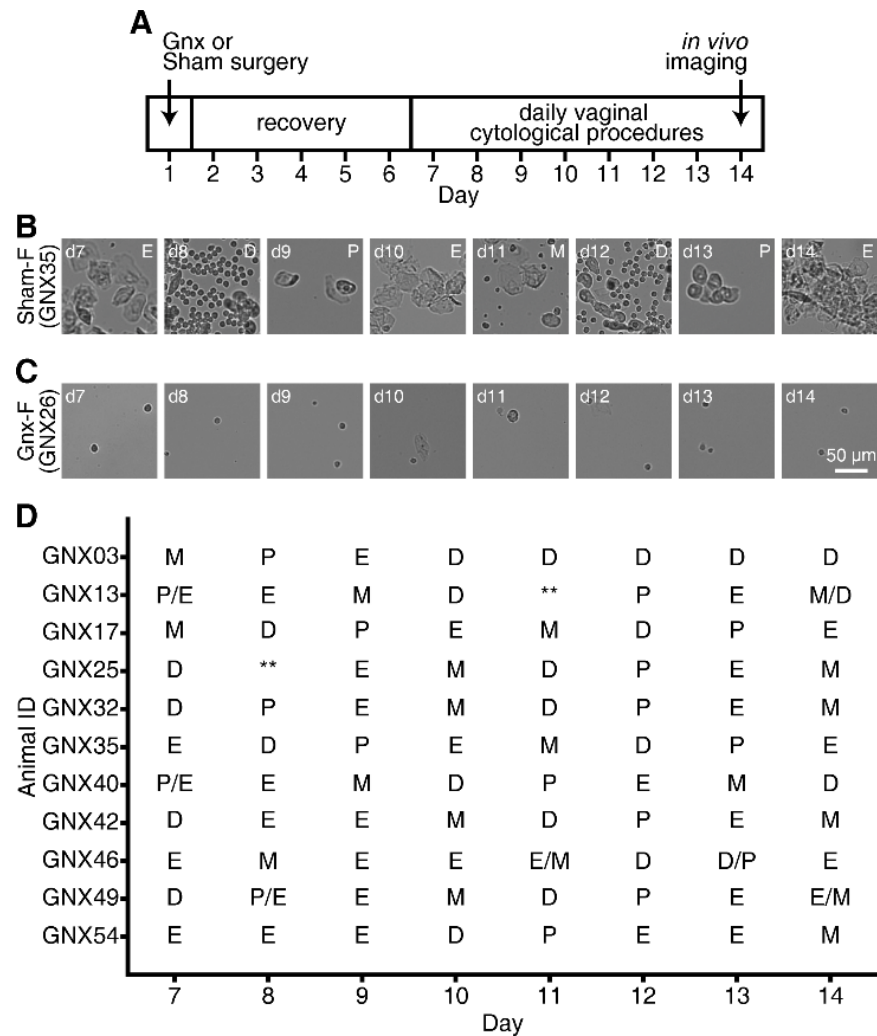 A
Gnx or
Sham surgery
in vivo
imaging
recovery
daily vaginal
cytological procedures
1 2 3 4 5 6 7 8 9 10 11 12 13 14
Day
B
Sham-F
(GNX35)
d7 E d8 D d9 P d10 E d11 M d12 D d13 P d14 E
C
Gnx-F
(GNX26)
d7 d8 d9 d10 d11 d12 d13 d14
50 µm
D
Animal ID
GNX03 M P E D D D D D
GNX13 P/E E M D ** P E M/D
GNX17 M D P E M D P E
GNX25 D ** E M D P E M
GNX32 D P E M D P E M
GNX35 E D P E M D P E
GNX40 P/E E M D P E M D
GNX42 D E E M D P E M
GNX46 E M E E E/M D D/P E
GNX49 D P/E E M D P E E/M
GNX54 E E E D P E E M
7 8 9 10 11 12 13 14
Day